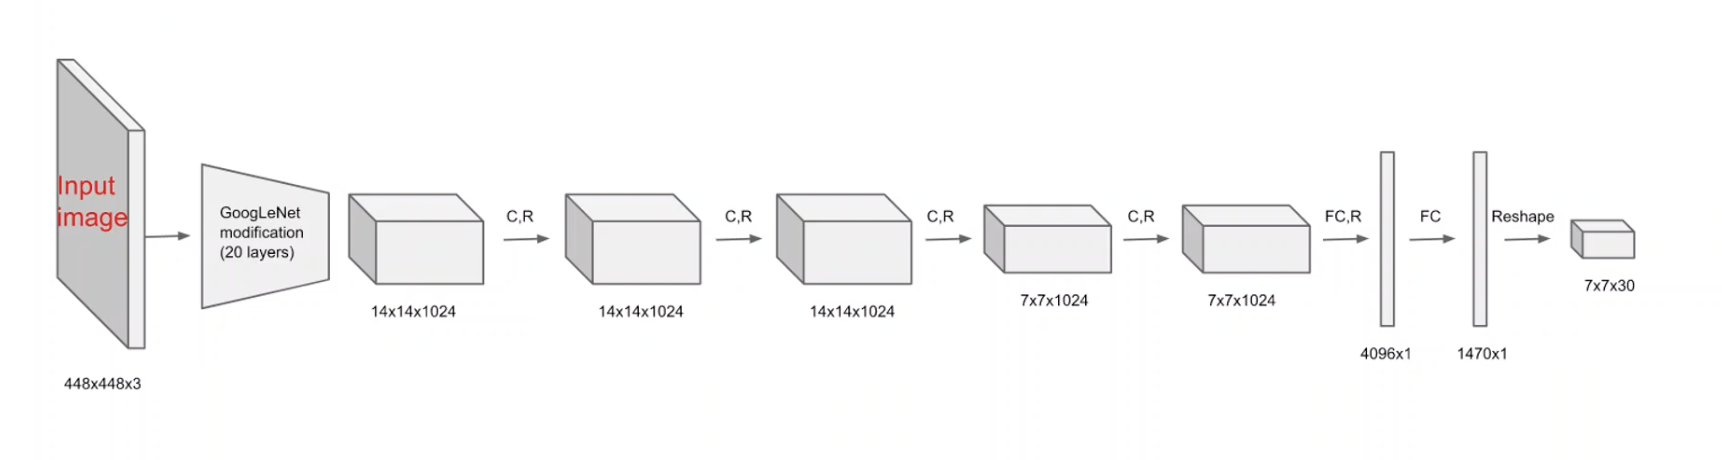 Input
image
448x448x3
GoogLeNet
modification
(20 layers)
14x14x1024
C,R
14x14x1024
C,R
14x14x1024
C,R
7x7x1024
C,R
7x7x1024
FC,R
4096x1
FC
1470x1
Reshape
7x7x30